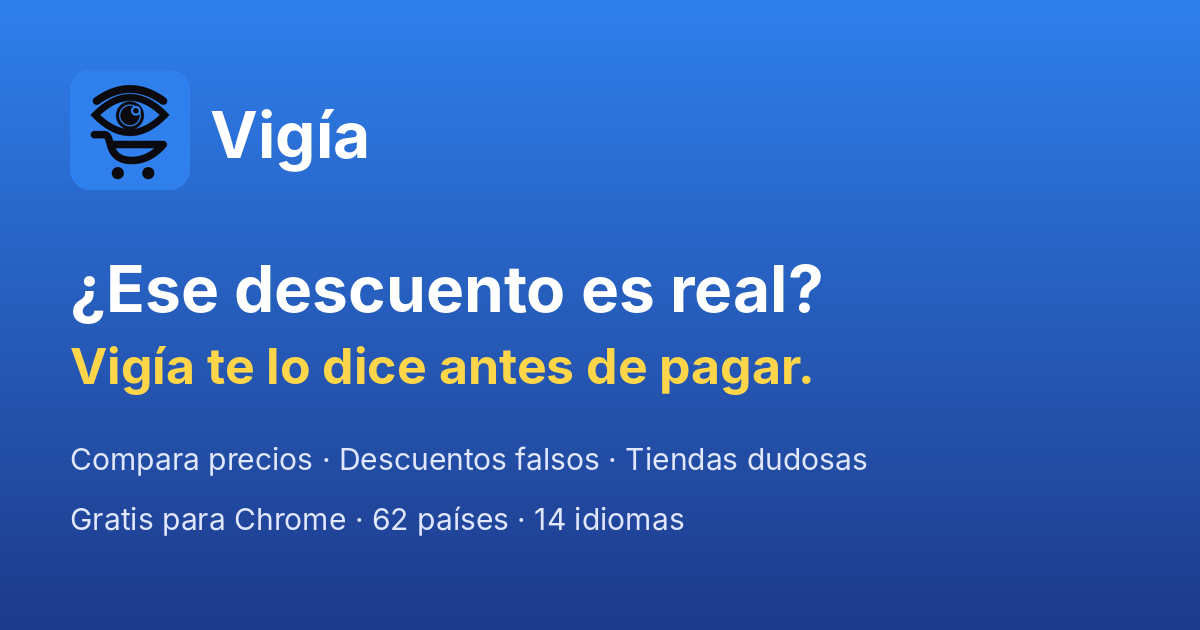 Vigía
¿Ese descuento es real?
Vigía te lo dice antes de pagar.
Compara precios · Descuentos falsos · Tiendas dudosas
Gratis para Chrome · 62 países · 14 idiomas